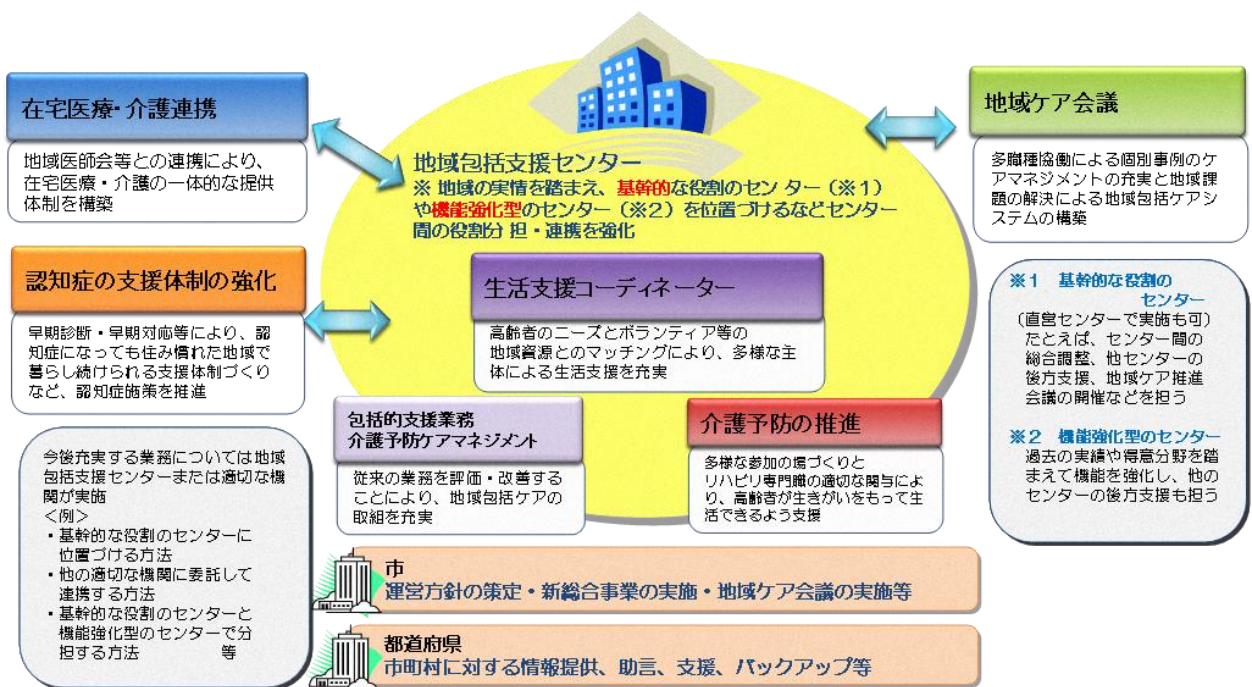 在宅医療・介護連携
地域医師会等との連携により、
在宅医療・介護の一体的な提供
体制を構築
地域包括支援センター
※ 地域の実情を踏まえ、基幹的な役割のセン ター（※１）
や機能強化型のセンター（※２）を位置づけるなどセンター
間の役割分 担・連携を強化
地域ケア会議
多職種協働による個別事例のケ
アマネジメントの充実と地域課
題の解決による地域包括ケアシ
ステムの構築
認知症の支援体制の強化
早期診断・早期対応等により、認
知症になっても住み慣れた地域で
暮らし続けられる支援体制づくり
など、認知症施策を推進
生活支援コーディネーター
高齢者のニーズとボランティア等の
地域資源とのマッチングにより、多様な主
体による生活支援を充実
※１ 基幹的な役割の
センター
（直営センターで実施も可）
たとえば、センター間の
総合調整、他センターの
後方支援、地域ケア推進
会議の開催などを担う
※２ 機能強化型のセンター
過去の実績や得意分野を踏
まえて機能を強化し、他の
センターの後方支援も担う
包括的支援業務
介護予防ケアマネジメント
従来の業務を評価・改善する
ことにより、地域包括ケアの
取組を充実
介護予防の推進
多様な参加の場づくりと
リハビリ専門職の適切な関与によ
り、高齢者が生きがいをもって生
活できるよう支援
今後充実する業務については地域
包括支援センターまたは適切な機
関が実施
＜例＞
・基幹的な役割のセンターに
位置づける方法
・他の適切な機関に委託して
連携する方法
・基幹的な役割のセンターと
機能強化型のセンターで分
担する方法 等
市
運営方針の策定・新総合事業の実施・地域ケア会議の実施等
都道府県
市町村に対する情報提供、助言、支援、バックアップ等